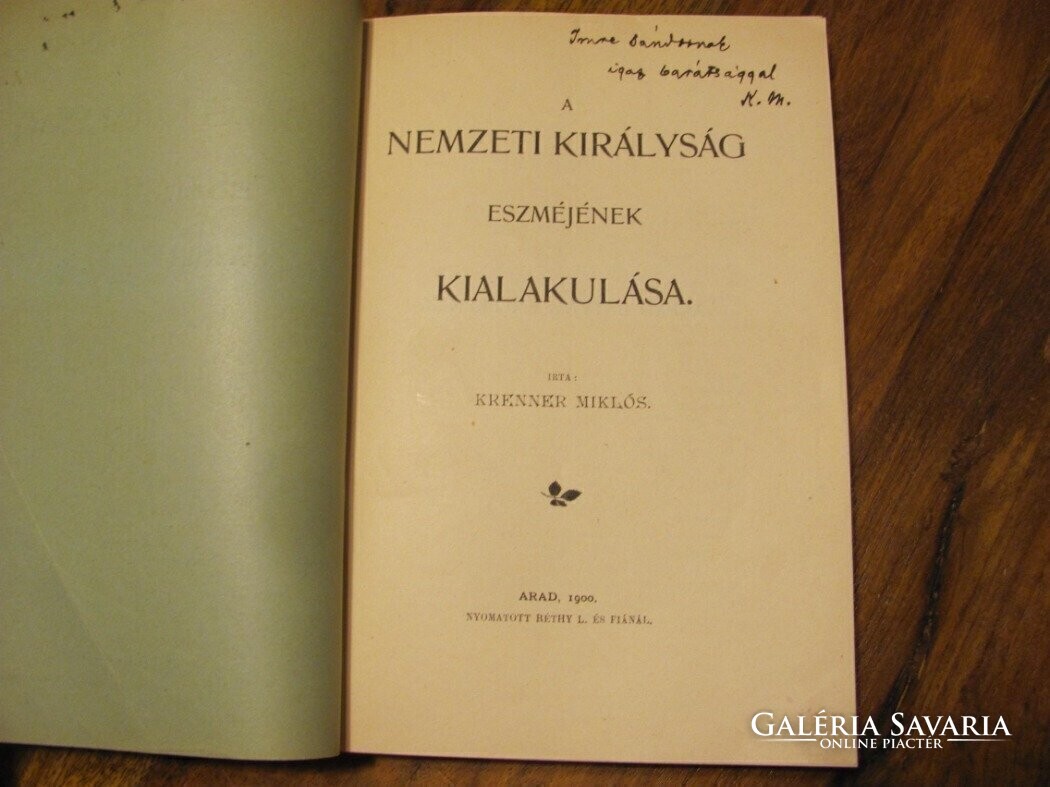 Imre Sándornak
igaz barátsággal
K. M.
A
NEMZETI KIRÁLYSÁG
ESZMÉJÉNEK
KIALAKULÁSA.
IRTA:
KRENNER MIKLÓS.
ARAD, 1900.
NYOMATOTT RÉTHY L. ÉS FIÁNÁL.
GALÉRIA SAVARIA
ONLINE PIACTÉR